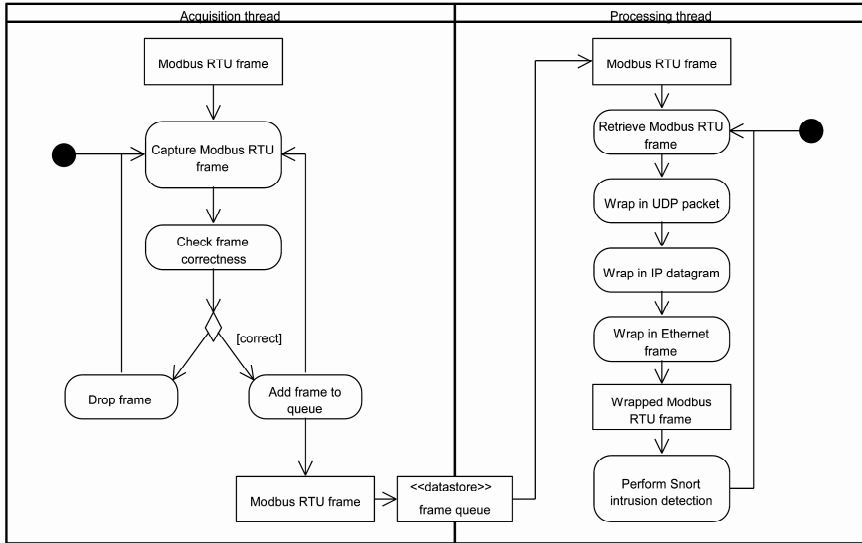 Acquisition thread
Processing thread
Modbus RTU frame
Capture Modbus RTU
frame
Check frame
correctness
[correct]
Drop frame
Add frame to
queue
Modbus RTU frame
<<datastore>>
frame queue
Modbus RTU frame
Retrieve Modbus RTU
frame
Wrap in UDP packet
Wrap in IP datagram
Wrap in Ethernet
frame
Wrapped Modbus
RTU frame
Perform Snort
intrusion detection